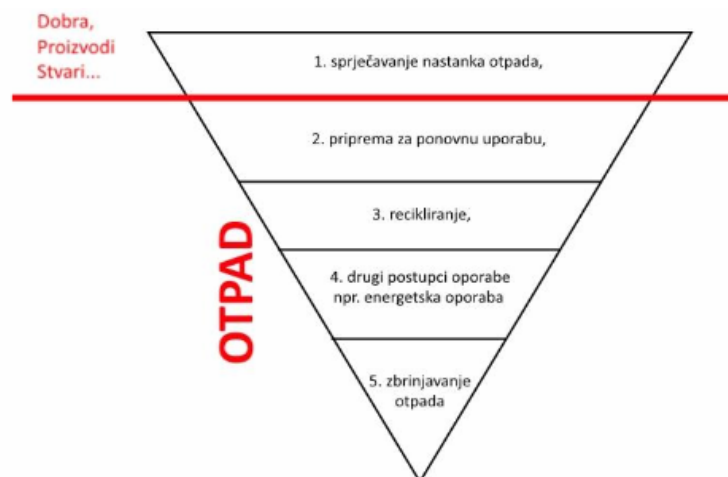 Dobra,
Proizvodi
Stvari...
1. sprječavanje nastanka otpada,
2. priprema za ponovnu uporabu,
3. recikliranje,
4. drugi postupci oporabe
npr. energetska oporaba
5. zbrinjavanje
otpada
OTPAD